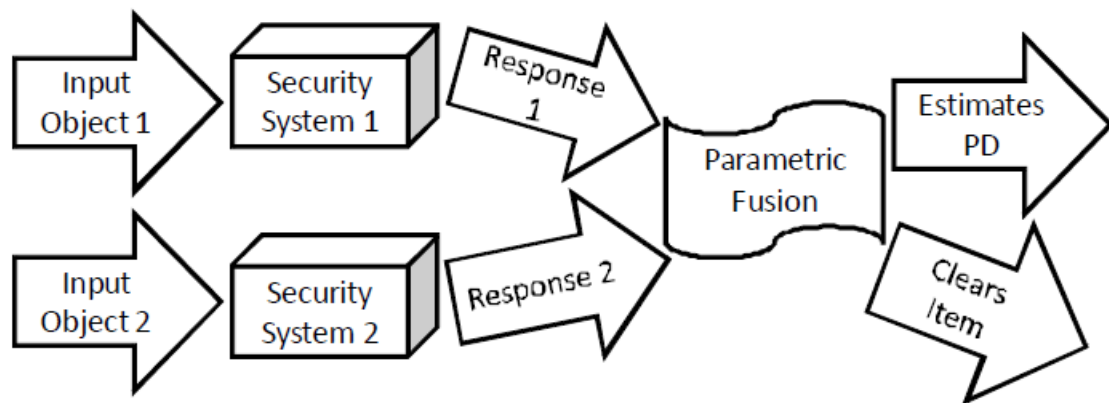 Input
Object 1
Security
System 1
Response
1
Input
Object 2
Security
System 2
Response 2
Parametric
Fusion
Estimates
PD
Clears
Item